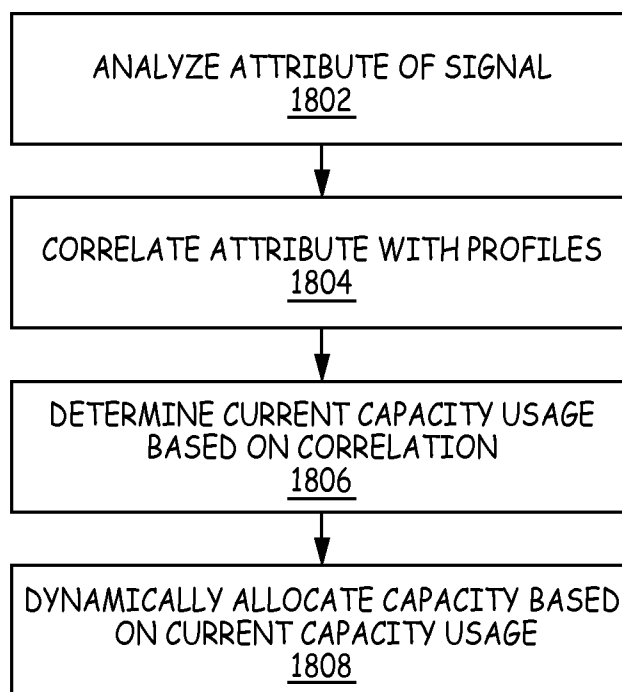 ANALYZE ATTRIBUTE OF SIGNAL
1802
CORRELATE ATTRIBUTE WITH PROFILES
1804
DETERMINE CURRENT CAPACITY USAGE
BASED ON CORRELATION
1806
DYNAMICALLY ALLOCATE CAPACITY BASED
ON CURRENT CAPACITY USAGE
1808